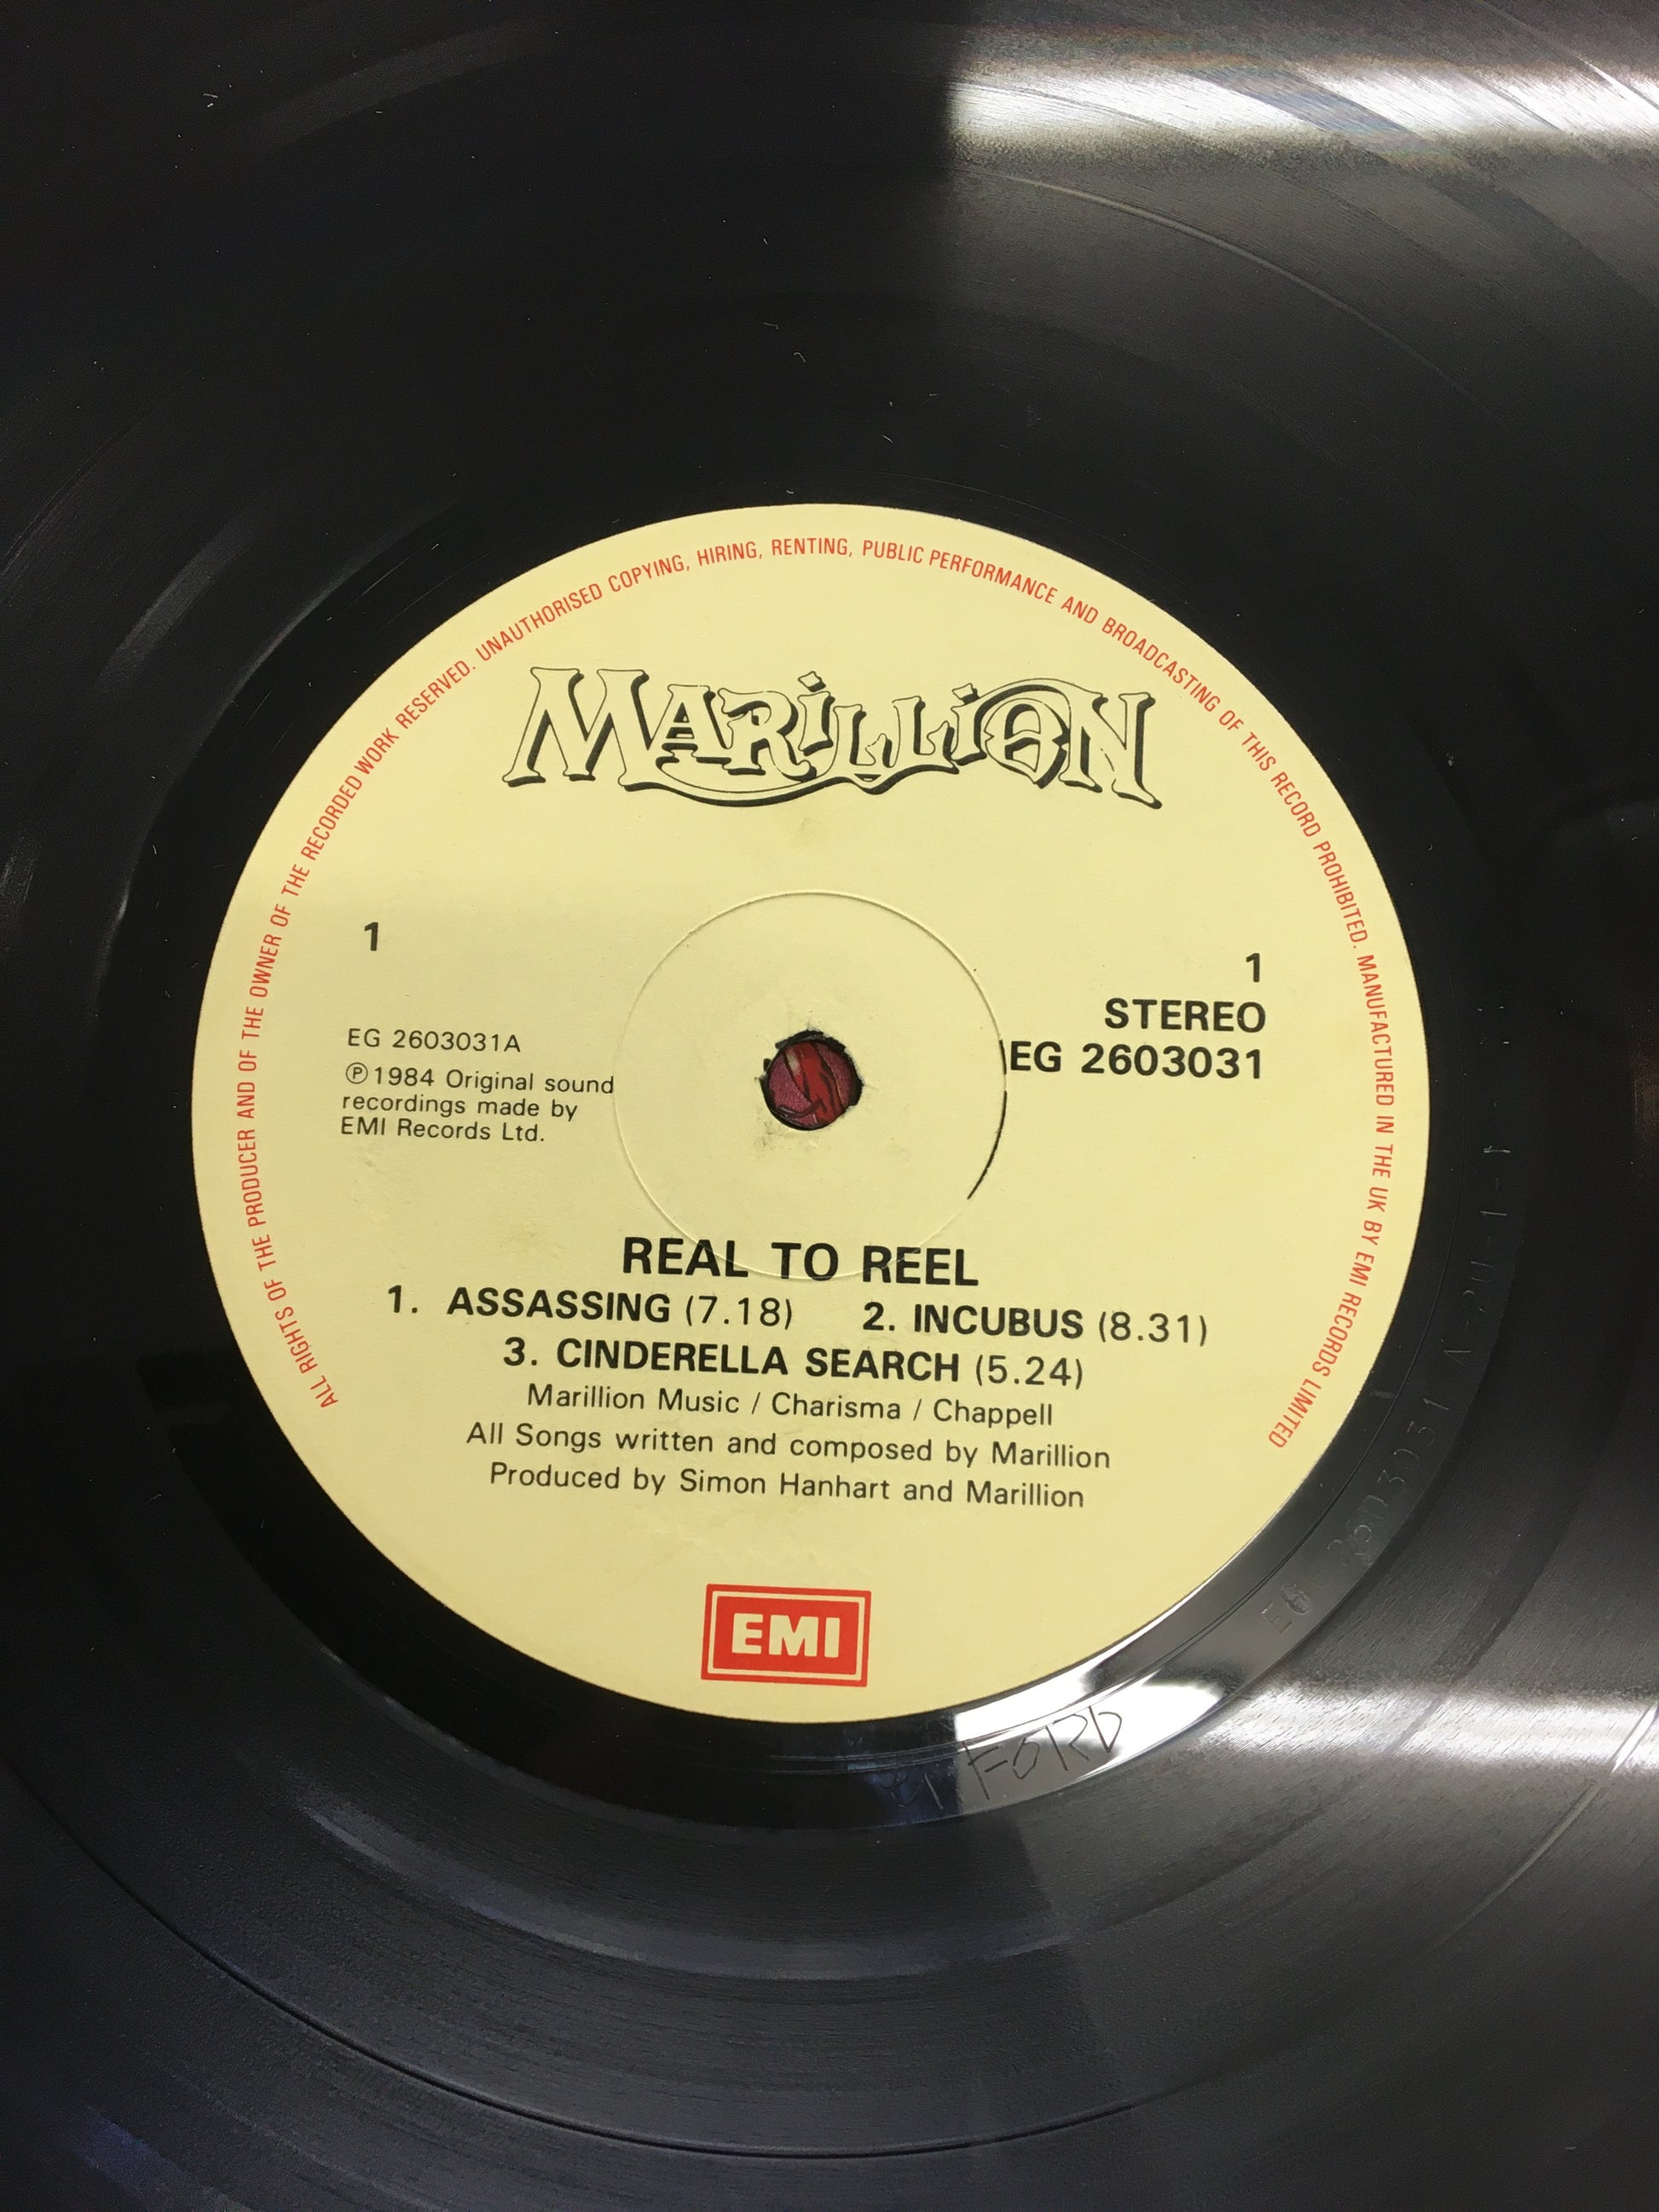 ALL RIGHTS OF THE PRODUCER AND OF THE OWNER OF THE RECORDED WORK RESERVED. UNAUTHORISED COPYING, HIRING, RENTING, PUBLIC PERFORMANCE AND BROADCASTING OF THIS RECORD PROHIBITED. MANUFACTURED IN THE UK BY EMI RECORDS LIMITED
MARILLION
1
1
STEREO
EG 2603031
EG 2603031A
Ⓟ1984 Original sound
recordings made by
EMI Records Ltd.
REAL TO REEL
1. ASSASSING (7.18) 2. INCUBUS (8.31)
3. CINDERELLA SEARCH (5.24)
Marillion Music / Charisma / Chappell
All Songs written and composed by Marillion
Produced by Simon Hanhart and Marillion
EMI
FORD